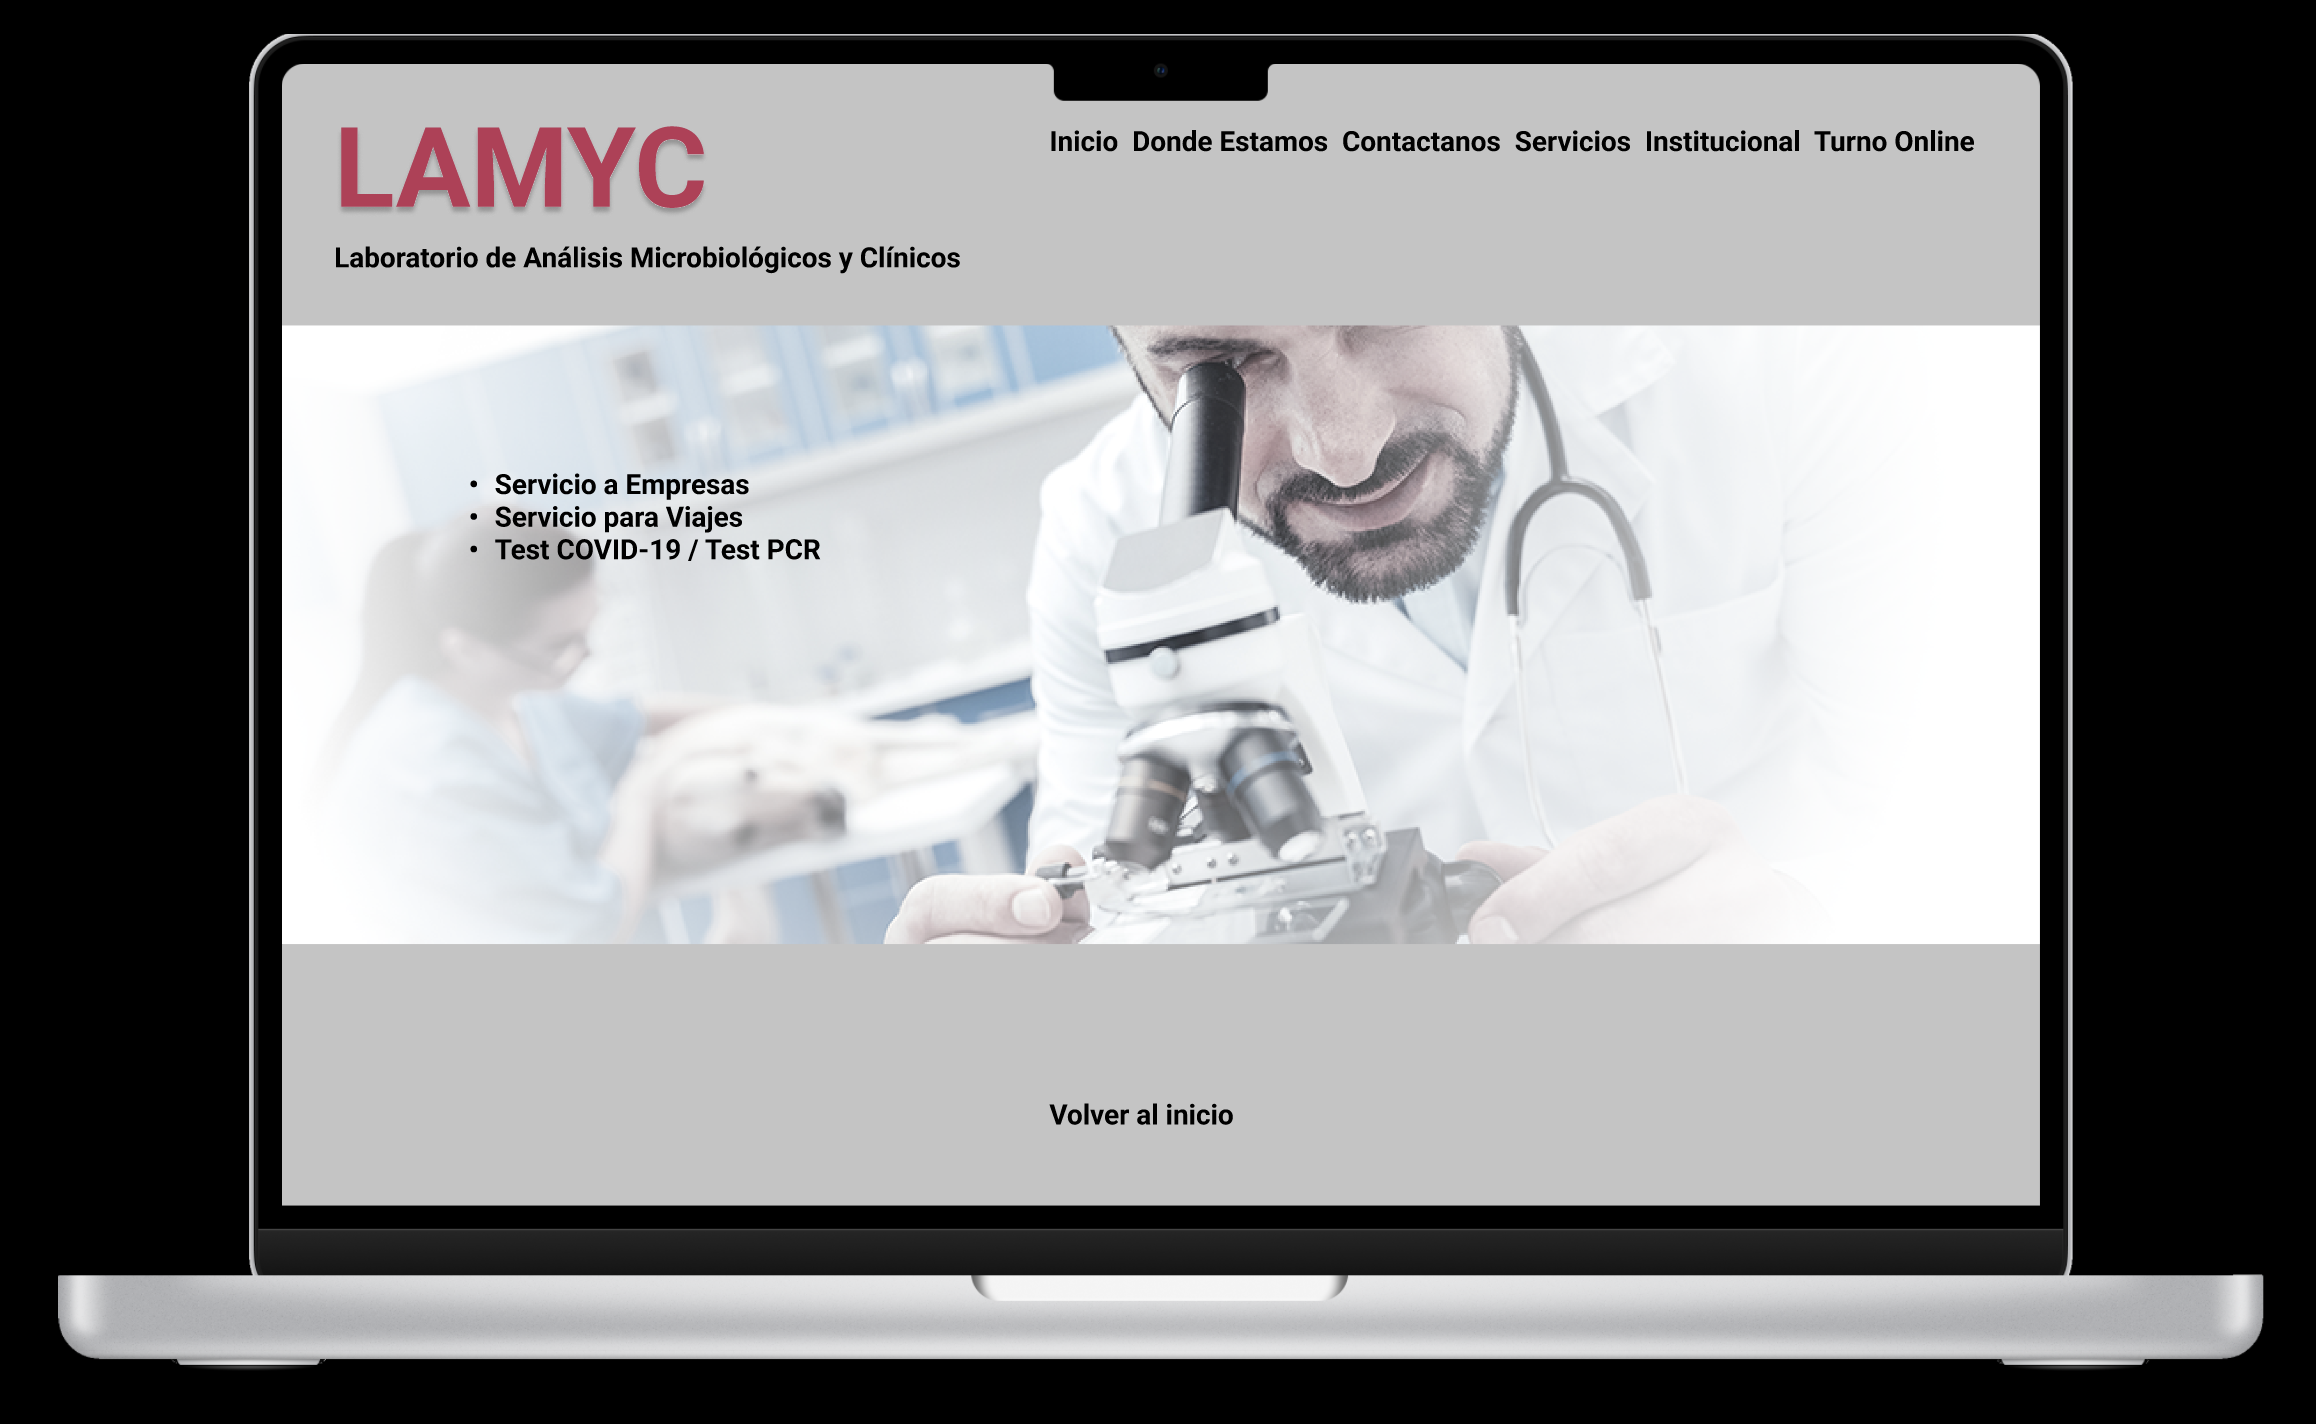 LAMYC
Inicio Donde Estamos Contactanos Servicios Institucional Turno Online
Laboratorio de Análisis Microbiológicos y Clínicos
• Servicio a Empresas
• Servicio para Viajes
• Test COVID-19 / Test PCR
Volver al inicio